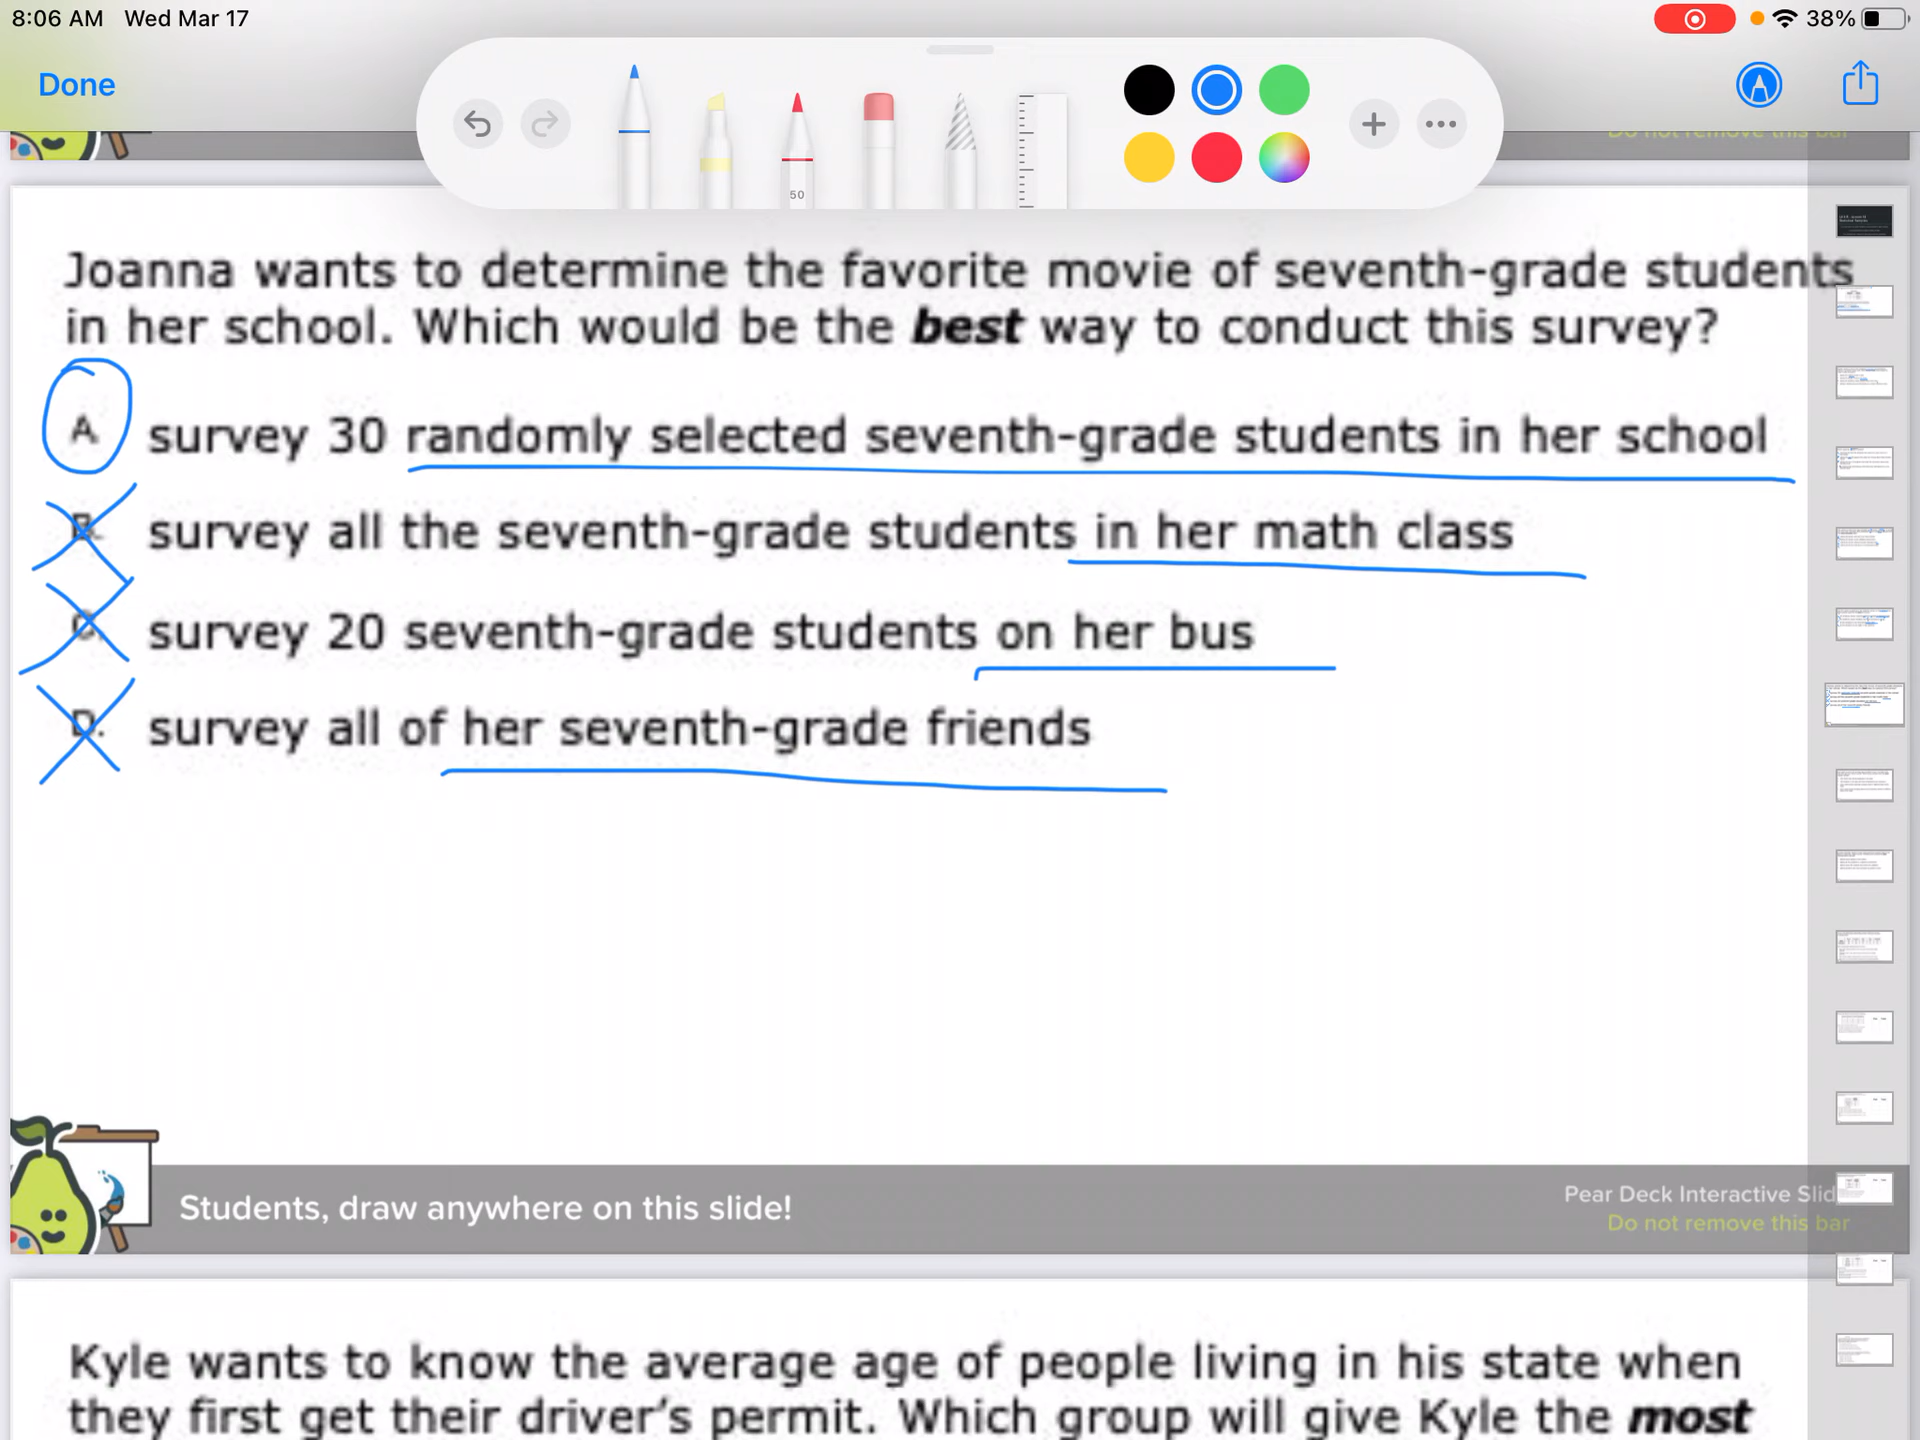 8:06 AM Wed Mar 17
38%
Done
50
Do not remove this bar
Joanna wants to determine the favorite movie of seventh-grade students
in her school. Which would be the best way to conduct this survey?
A. survey 30 randomly selected seventh-grade students in her school
B. survey all the seventh-grade students in her math class
C. survey 20 seventh-grade students on her bus
D. survey all of her seventh-grade friends
Students, draw anywhere on this slide!
Pear Deck Interactive Slid
Do not remove this bar
Kyle wants to know the average age of people living in his state when
they first get their driver's permit. Which group will give Kyle the most